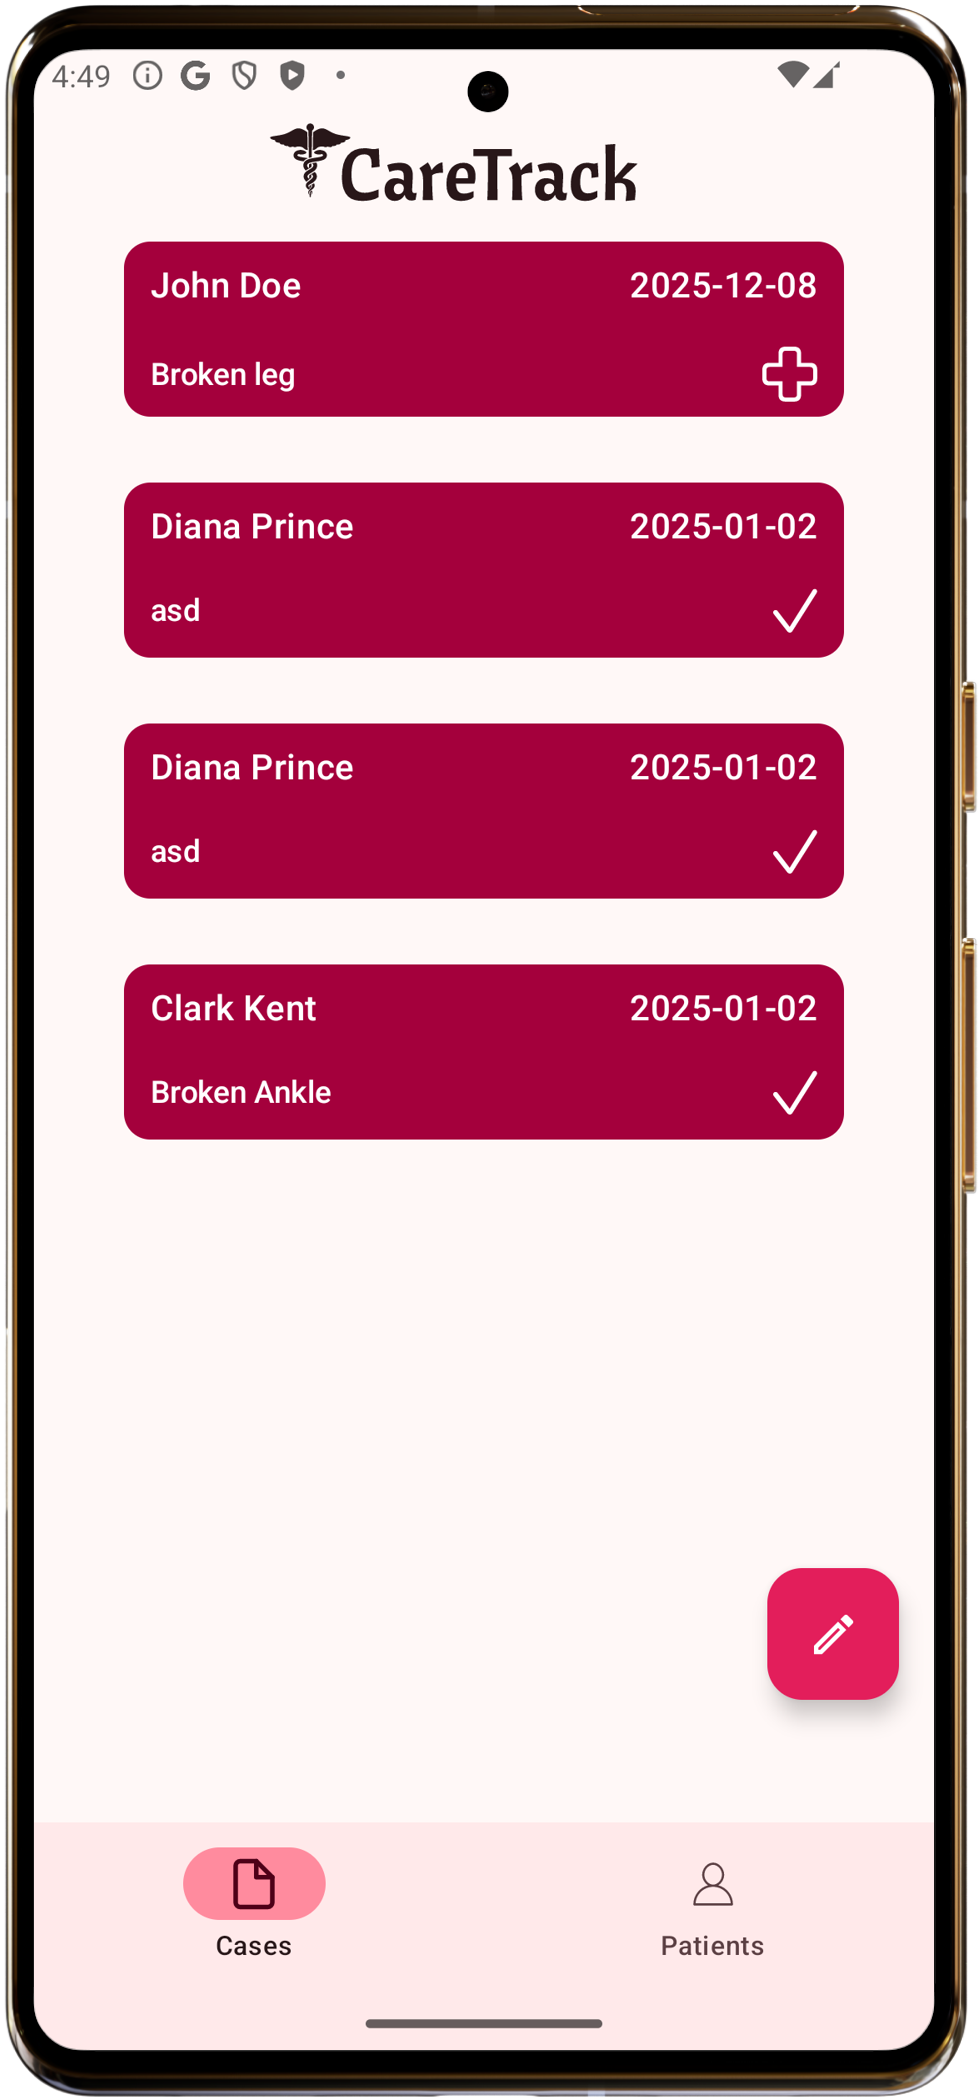 4:49
CareTrack
John Doe 2025-12-08
Broken leg
Diana Prince 2025-01-02
asd
Diana Prince 2025-01-02
asd
Clark Kent 2025-01-02
Broken Ankle
Cases Patients